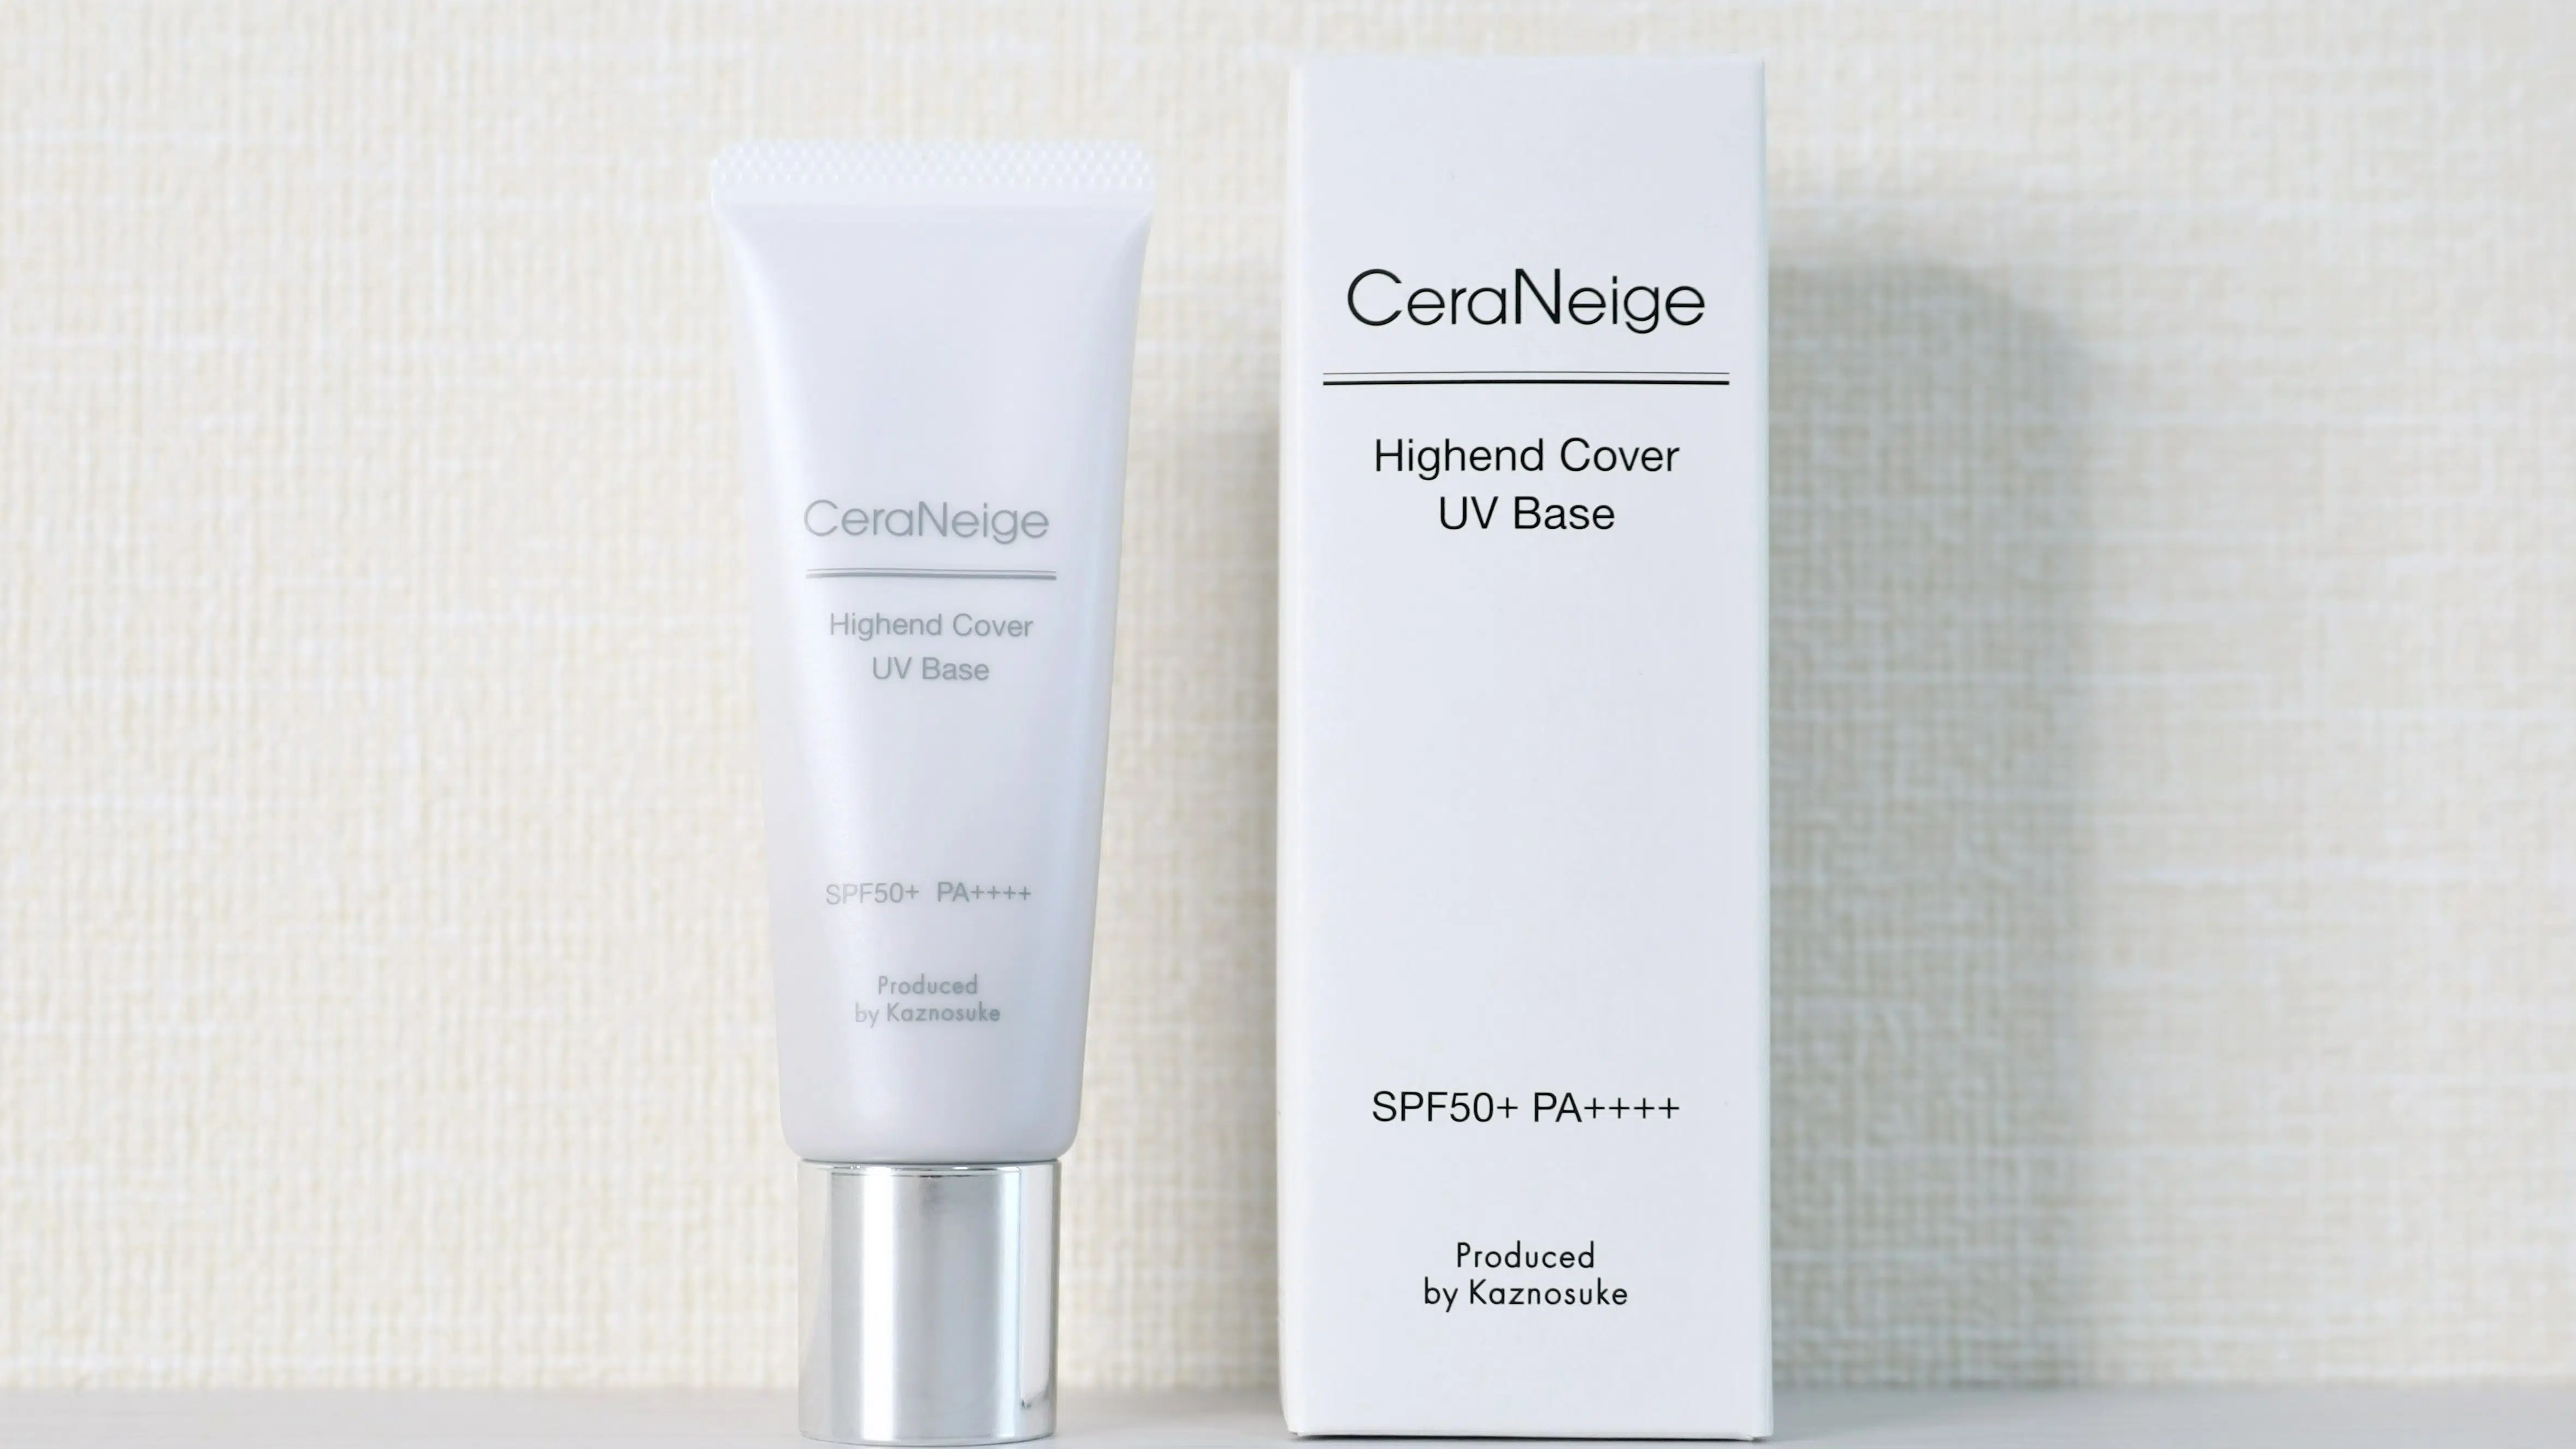 CeraNeige
Highend Cover
UV Base
SPF50+ PA++++
Produced
by Kaznosuke
CeraNeige
Highend Cover
UV Base
SPF50+ PA++++
Produced
by Kaznosuke